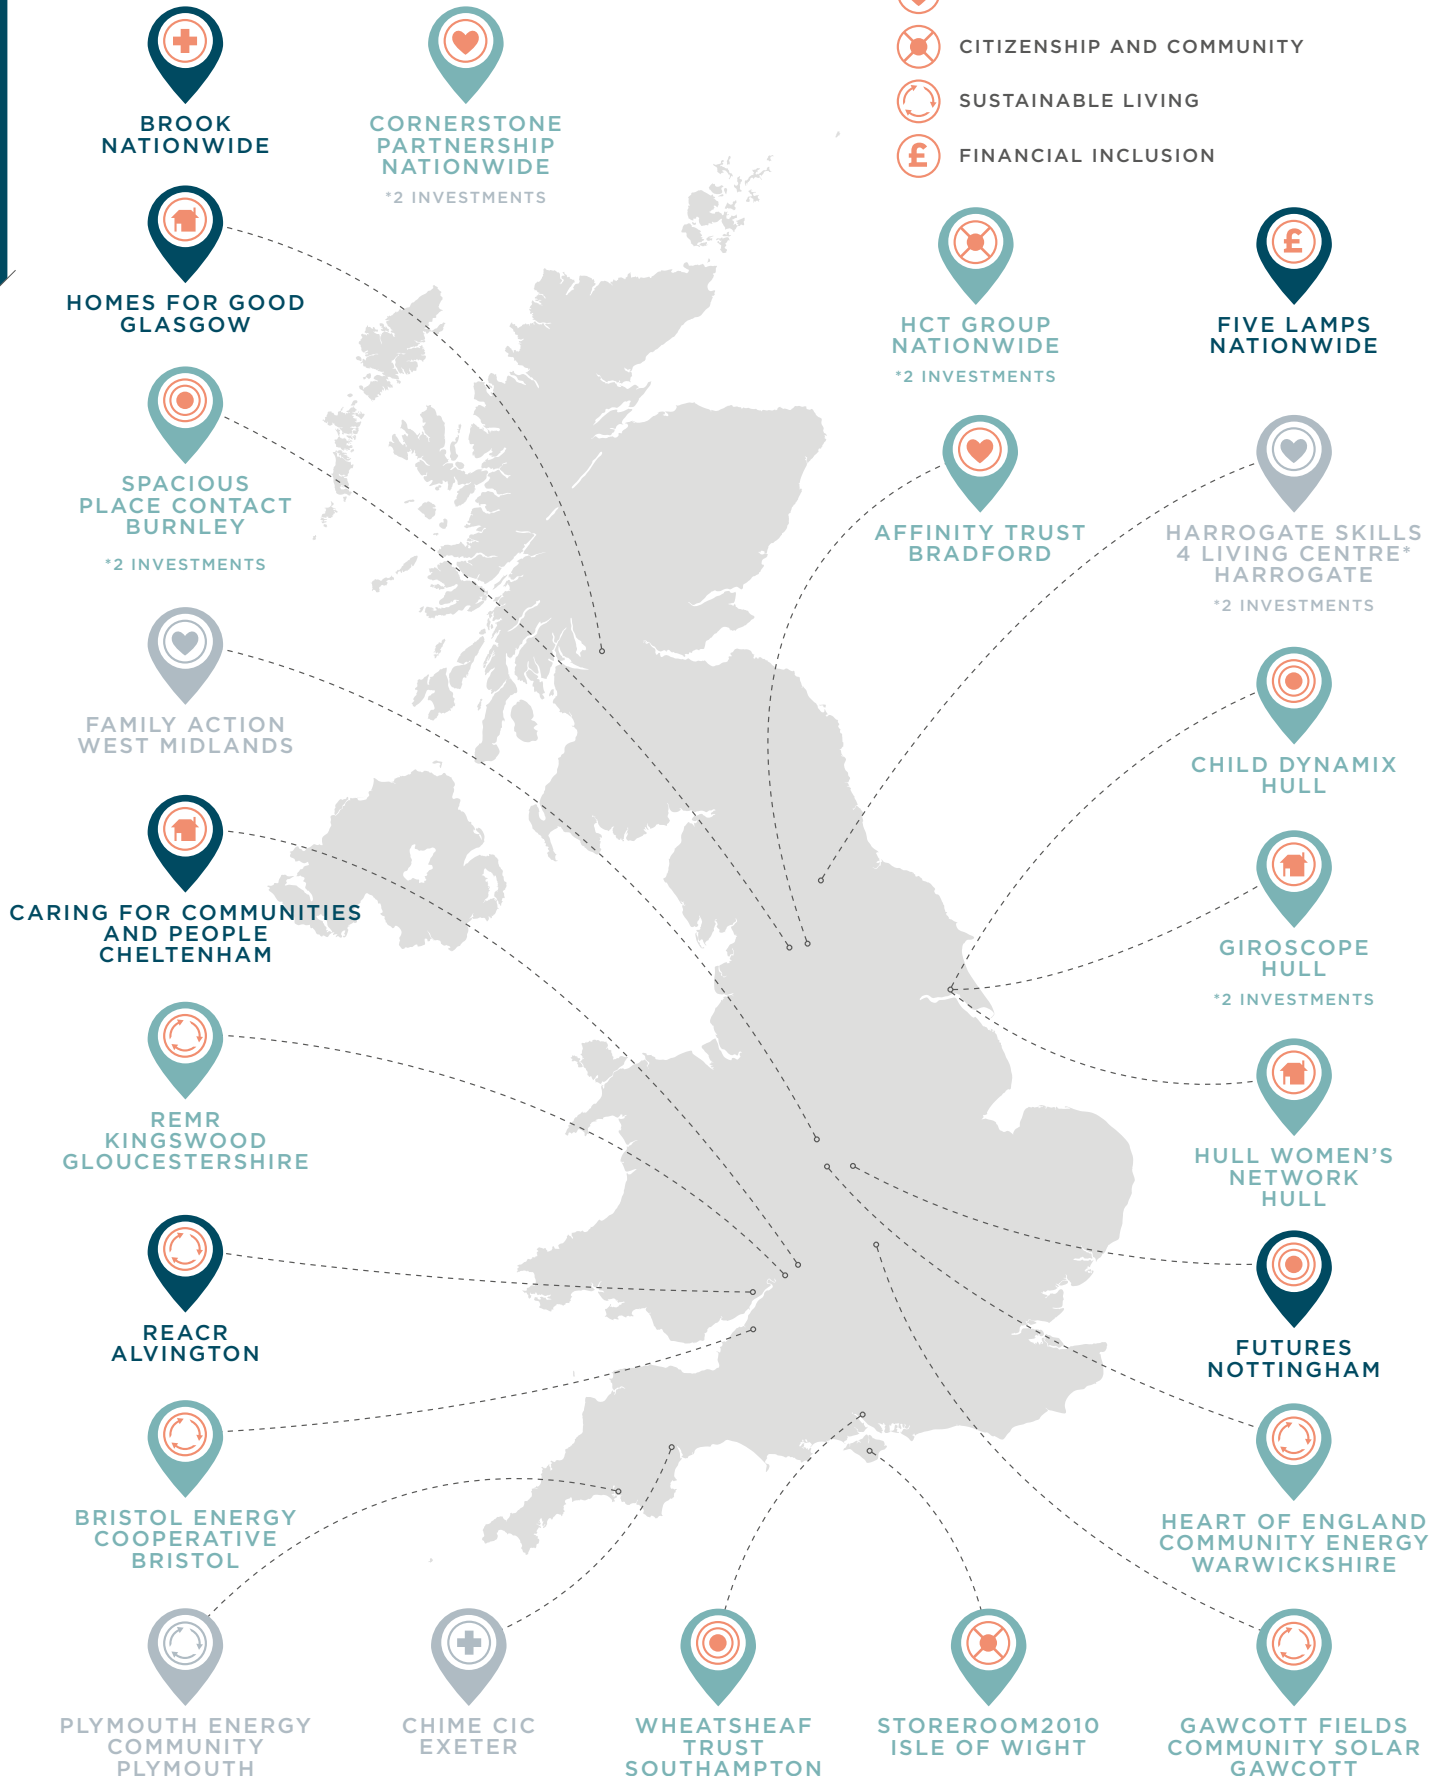 CITIZENSHIP AND COMMUNITY
SUSTAINABLE LIVING
£
FINANCIAL INCLUSION
BROOK
NATIONWIDE
CORNERSTONE
PARTNERSHIP
NATIONWIDE
*2 INVESTMENTS
HOMES FOR GOOD
GLASGOW
HCT GROUP
NATIONWIDE
*2 INVESTMENTS
£
FIVE LAMPS
NATIONWIDE
SPACIOUS
PLACE CONTACT
BURNLEY
*2 INVESTMENTS
AFFINITY TRUST
BRADFORD
HARROGATE SKILLS
4 LIVING CENTRE*
HARROGATE
*2 INVESTMENTS
FAMILY ACTION
WEST MIDLANDS
CHILD DYNAMIX
HULL
CARING FOR COMMUNITIES
AND PEOPLE
CHELTENHAM
GIROSCOPE
HULL
*2 INVESTMENTS
REMR
KINGSWOOD
GLOUCESTERSHIRE
HULL WOMEN’S
NETWORK
HULL
REACR
ALVINGTON
FUTURES
NOTTINGHAM
BRISTOL ENERGY
COOPERATIVE
BRISTOL
HEART OF ENGLAND
COMMUNITY ENERGY
WARWICKSHIRE
PLYMOUTH ENERGY
COMMUNITY
PLYMOUTH
CHIME CIC
EXETER
WHEATSHEAF
TRUST
SOUTHAMPTON
STOREROOM2010
ISLE OF WIGHT
GAWCOTT FIELDS
COMMUNITY SOLAR
GAWCOTT